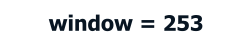 window = 253